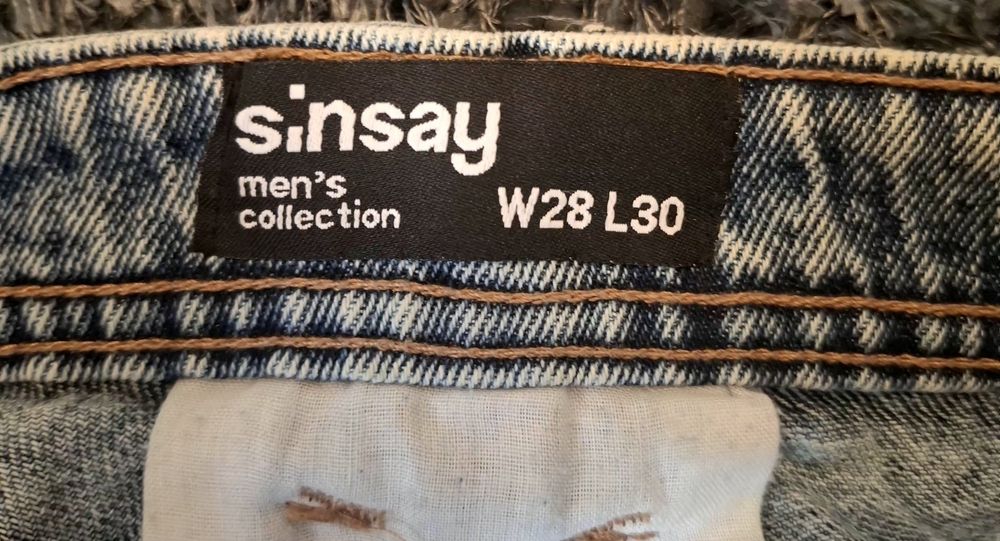 sinsay
men's
collection
W28 L30